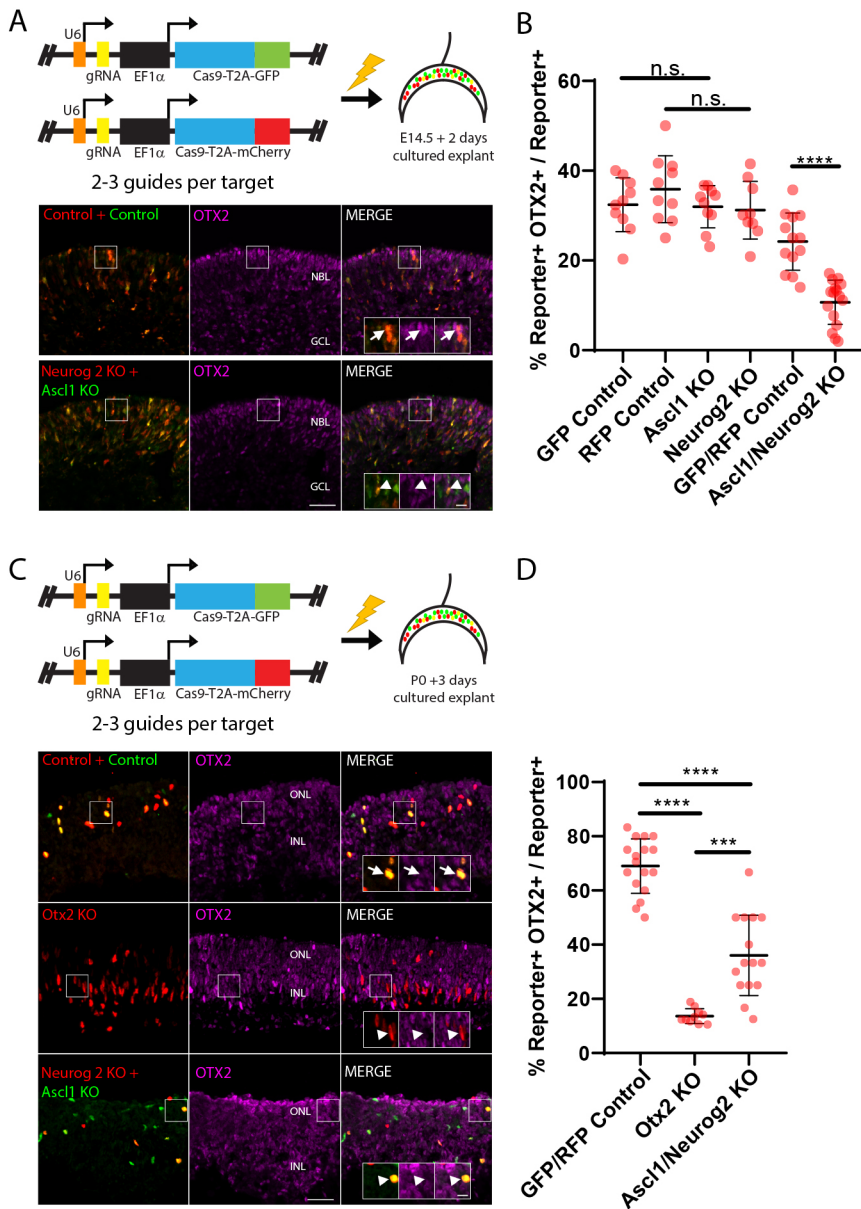 A
U6
gRNA EF1α Cas9-T2A-GFP
U6
gRNA EF1α Cas9-T2A-mCherry
2-3 guides per target
E14.5 + 2 days
cultured explant
Control + Control
OTX2
MERGE
NBL
GCL
Neurog 2 KO +
Ascl1 KO
OTX2
MERGE
NBL
GCL
B
% Reporter+ OTX2+ / Reporter+
60
40
20
0
n.s.
n.s.
****
GFP Control
RFP Control
Ascl1 KO
Neurog2 KO
GFP/RFP Control
Ascl1/Neurog2 KO
C
U6
gRNA EF1α Cas9-T2A-GFP
U6
gRNA EF1α Cas9-T2A-mCherry
2-3 guides per target
P0 +3 days
cultured explant
Control + Control
OTX2
MERGE
ONL
INL
Otx2 KO
OTX2
MERGE
ONL
INL
Neurog 2 KO +
Ascl1 KO
OTX2
MERGE
ONL
INL
D
% Reporter+ OTX2+ / Reporter+
100
80
60
40
20
0
****
****
***
GFP/RFP Control
Otx2 KO
Ascl1/Neurog2 KO